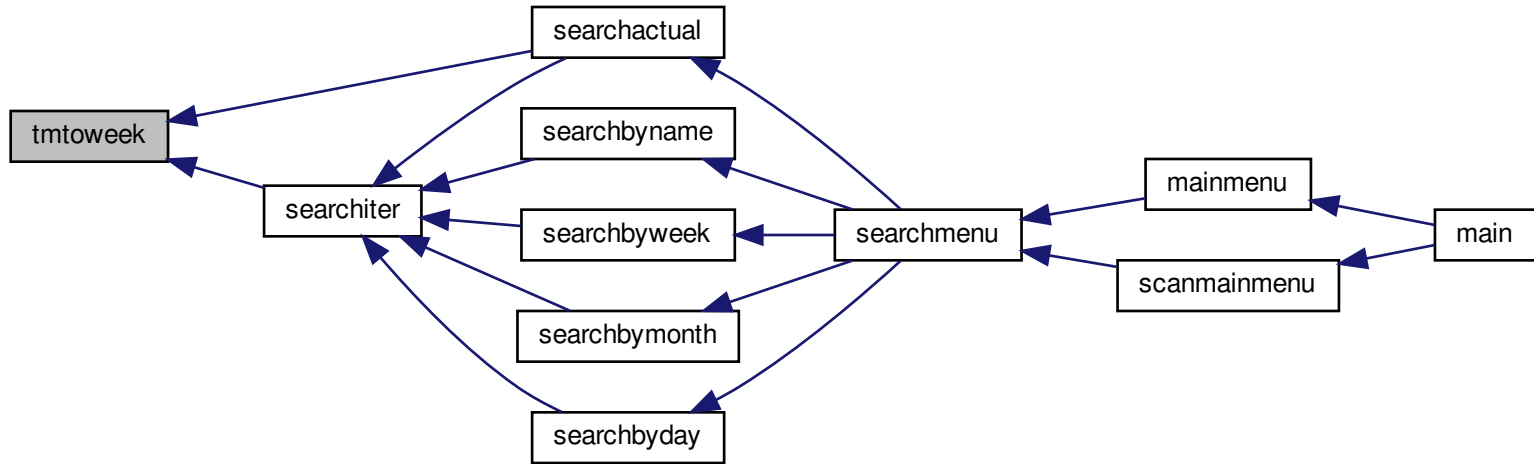 searchactual
tmtoweek
searchbyname
searchiter
mainmenu
searchbyweek
searchmenu
main
scanmainmenu
searchbymonth
searchbyday